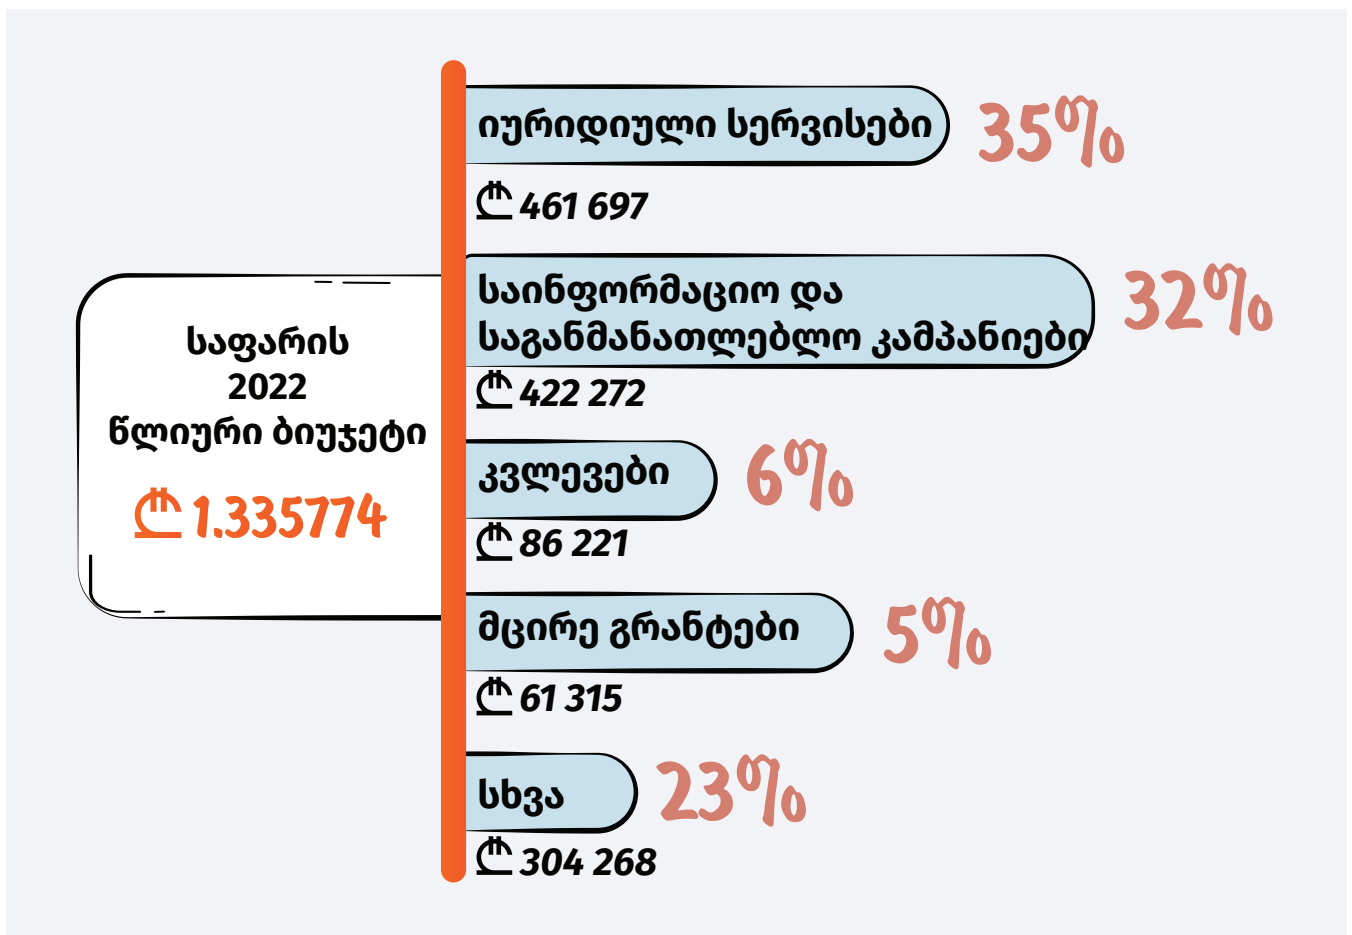 საფარის
2022
წლიური ბიუჯეტი
₾ 1.335774
იურიდიული სერვისები
35%
₾ 461 697
საინფორმაციო და
საგანმანათლებლო კამპანიები
32%
₾ 422 272
კვლევები
6%
₾ 86 221
მცირე გრანტები
5%
₾ 61 315
სხვა
23%
₾ 304 268